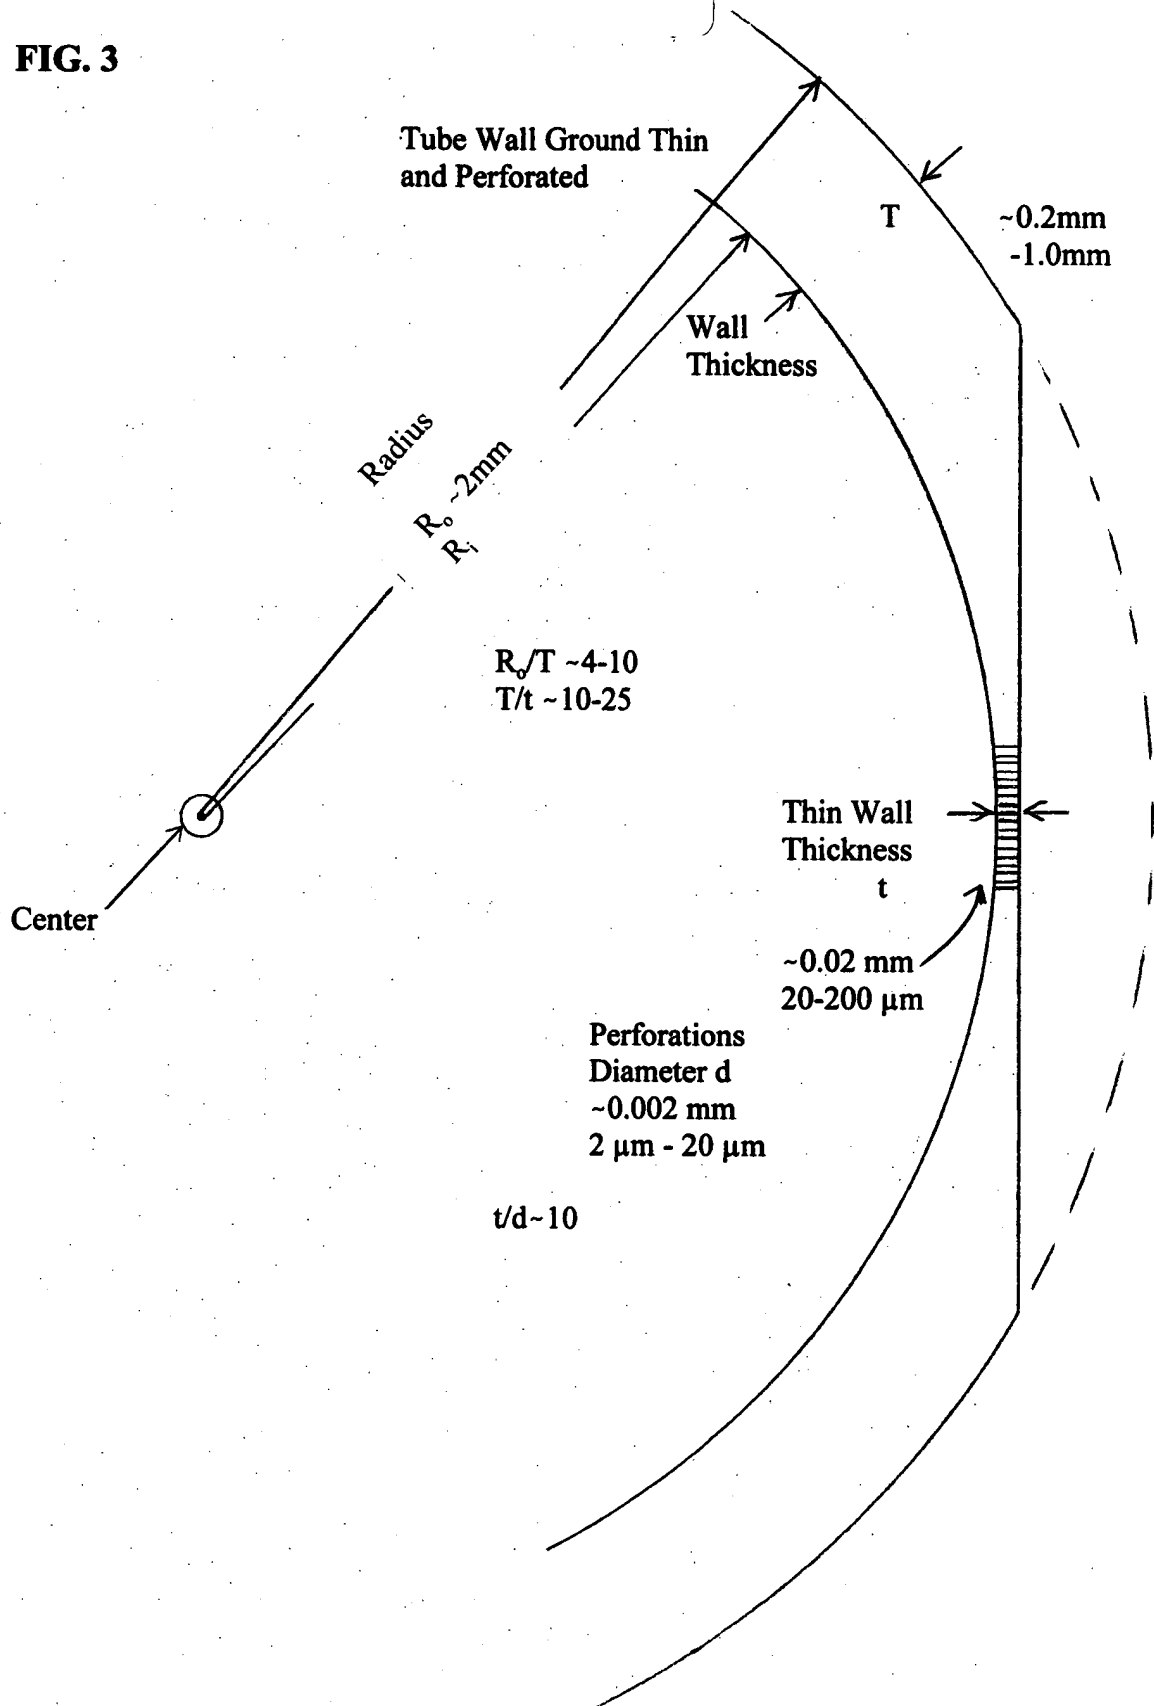 FIG. 3
Tube Wall Ground Thin
and Perforated
T
~0.2mm
-1.0mm
Wall
Thickness
Radius
Rₒ ~2mm
Rᵢ
Rₒ/T ~4-10
T/t ~10-25
Thin Wall
Thickness
t
Center
~0.02 mm
20-200 μm
Perforations
Diameter d
~0.002 mm
2 μm - 20 μm
t/d~10